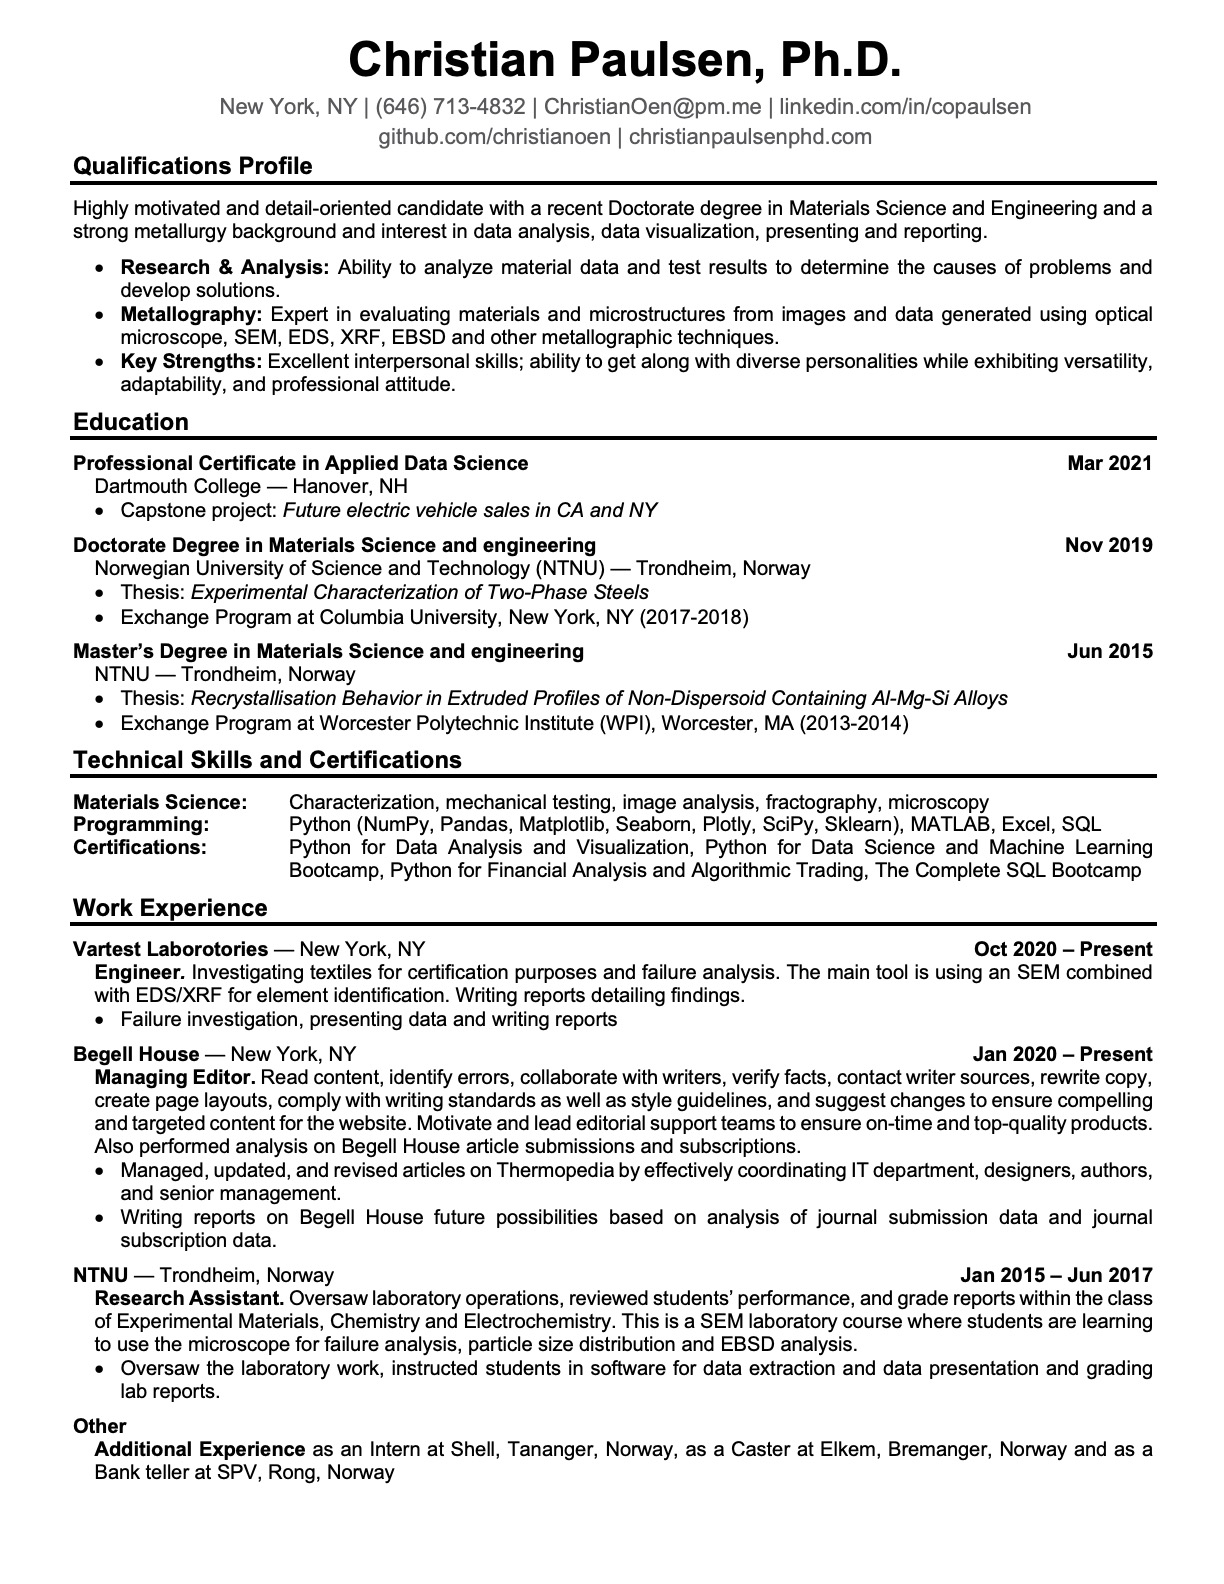 Christian Paulsen, Ph.D.
New York, NY | (646) 713-4832 | ChristianOen@pm.me | linkedin.com/in/copaulsen
github.com/christianoen | christianpaulsenphd.com
Qualifications Profile
Highly motivated and detail-oriented candidate with a recent Doctorate degree in Materials Science and Engineering and a
strong metallurgy background and interest in data analysis, data visualization, presenting and reporting.
• Research & Analysis: Ability to analyze material data and test results to determine the causes of problems and
develop solutions.
• Metallography: Expert in evaluating materials and microstructures from images and data generated using optical
microscope, SEM, EDS, XRF, EBSD and other metallographic techniques.
• Key Strengths: Excellent interpersonal skills; ability to get along with diverse personalities while exhibiting versatility,
adaptability, and professional attitude.
Education
Professional Certificate in Applied Data Science Mar 2021
Dartmouth College — Hanover, NH
• Capstone project: Future electric vehicle sales in CA and NY
Doctorate Degree in Materials Science and engineering Nov 2019
Norwegian University of Science and Technology (NTNU) — Trondheim, Norway
• Thesis: Experimental Characterization of Two-Phase Steels
• Exchange Program at Columbia University, New York, NY (2017-2018)
Master’s Degree in Materials Science and engineering Jun 2015
NTNU — Trondheim, Norway
• Thesis: Recrystallisation Behavior in Extruded Profiles of Non-Dispersoid Containing Al-Mg-Si Alloys
• Exchange Program at Worcester Polytechnic Institute (WPI), Worcester, MA (2013-2014)
Technical Skills and Certifications
Materials Science: Characterization, mechanical testing, image analysis, fractography, microscopy
Programming: Python (NumPy, Pandas, Matplotlib, Seaborn, Plotly, SciPy, Sklearn), MATLAB, Excel, SQL
Certifications: Python for Data Analysis and Visualization, Python for Data Science and Machine Learning
Bootcamp, Python for Financial Analysis and Algorithmic Trading, The Complete SQL Bootcamp
Work Experience
Vartest Laborotories — New York, NY Oct 2020 – Present
Engineer. Investigating textiles for certification purposes and failure analysis. The main tool is using an SEM combined
with EDS/XRF for element identification. Writing reports detailing findings.
• Failure investigation, presenting data and writing reports
Begell House — New York, NY Jan 2020 – Present
Managing Editor. Read content, identify errors, collaborate with writers, verify facts, contact writer sources, rewrite copy,
create page layouts, comply with writing standards as well as style guidelines, and suggest changes to ensure compelling
and targeted content for the website. Motivate and lead editorial support teams to ensure on-time and top-quality products.
Also performed analysis on Begell House article submissions and subscriptions.
• Managed, updated, and revised articles on Thermopedia by effectively coordinating IT department, designers, authors,
and senior management.
• Writing reports on Begell House future possibilities based on analysis of journal submission data and journal
subscription data.
NTNU — Trondheim, Norway Jan 2015 – Jun 2017
Research Assistant. Oversaw laboratory operations, reviewed students’ performance, and grade reports within the class
of Experimental Materials, Chemistry and Electrochemistry. This is a SEM laboratory course where students are learning
to use the microscope for failure analysis, particle size distribution and EBSD analysis.
• Oversaw the laboratory work, instructed students in software for data extraction and data presentation and grading
lab reports.
Other
Additional Experience as an Intern at Shell, Tananger, Norway, as a Caster at Elkem, Bremanger, Norway and as a
Bank teller at SPV, Rong, Norway